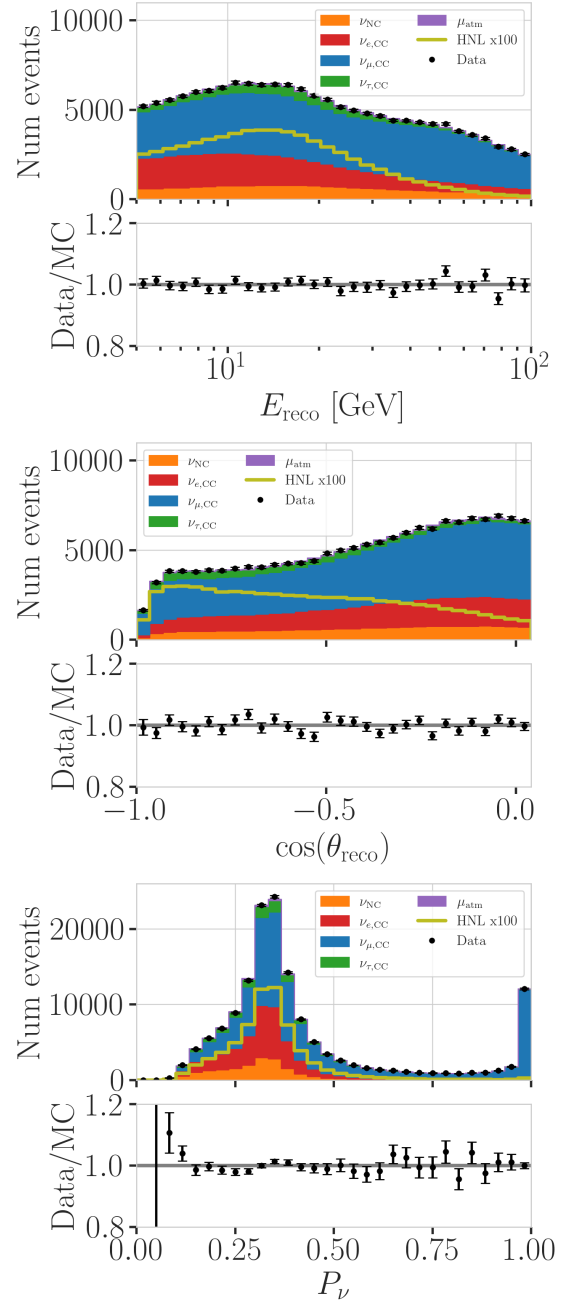 10000
5000
0
Num events
ν_NC
ν_e,CC
ν_μ,CC
ν_τ,CC
μ_atm
HNL x100
Data
1.2
1.0
0.8
Data/MC
10¹
10²
E_reco [GeV]
10000
5000
0
Num events
ν_NC
ν_e,CC
ν_μ,CC
ν_τ,CC
μ_atm
HNL x100
Data
1.2
1.0
0.8
Data/MC
−1.0
−0.5
0.0
cos(θ_reco)
20000
10000
0
Num events
ν_NC
ν_e,CC
ν_μ,CC
ν_τ,CC
μ_atm
HNL x100
Data
1.2
1.0
0.8
Data/MC
0.00
0.25
0.50
0.75
1.00
P_ν